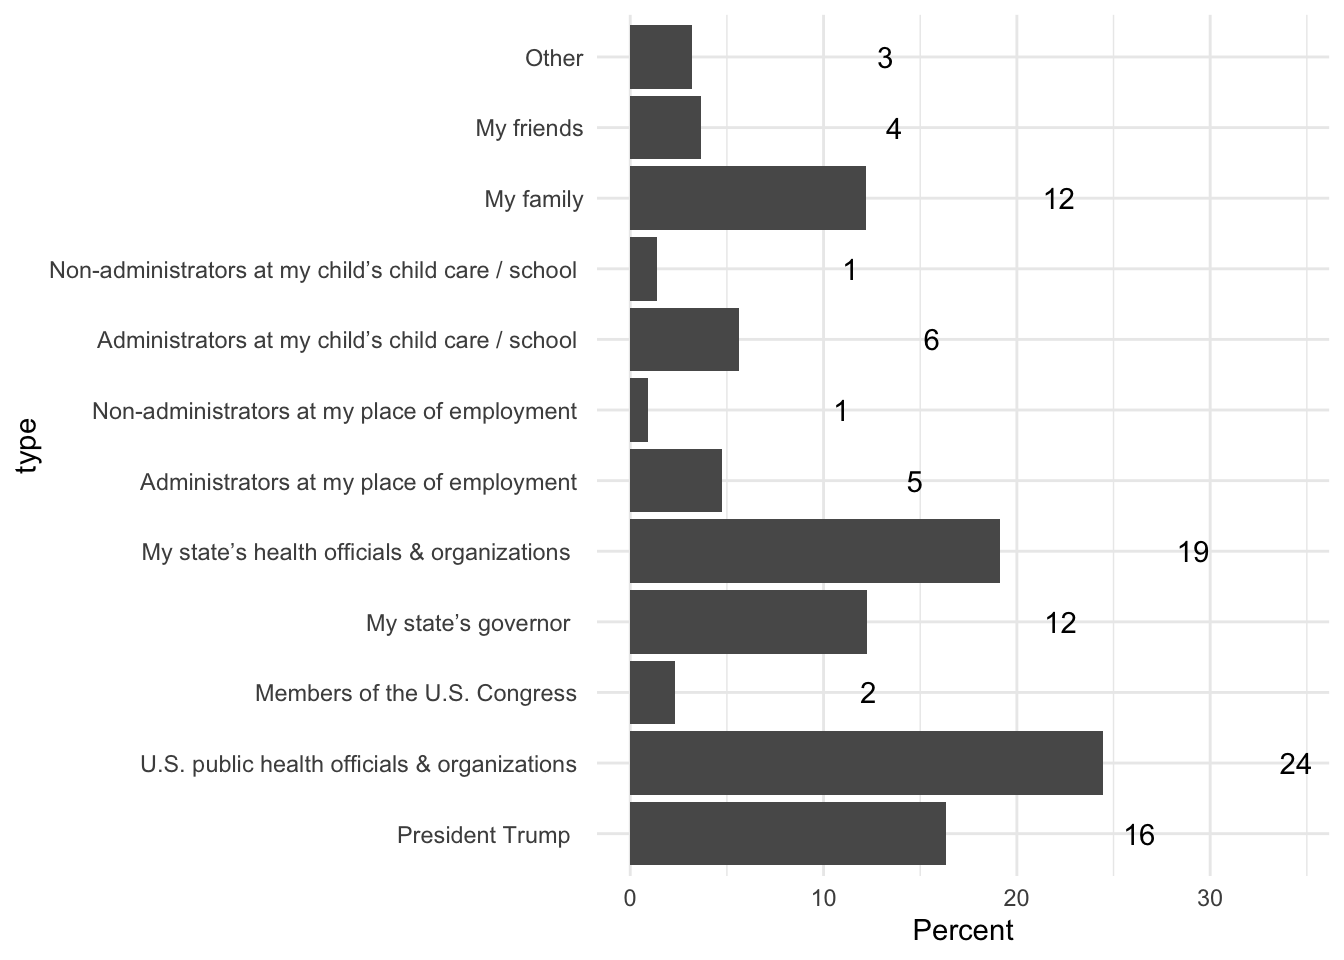 Other 3
My friends 4
My family 12
Non-administrators at my child’s child care / school 1
Administrators at my child’s child care / school 6
Non-administrators at my place of employment 1
Administrators at my place of employment 5
My state’s health officials & organizations 19
My state’s governor 12
Members of the U.S. Congress 2
U.S. public health officials & organizations 24
President Trump 16
type
0 10 20 30
Percent